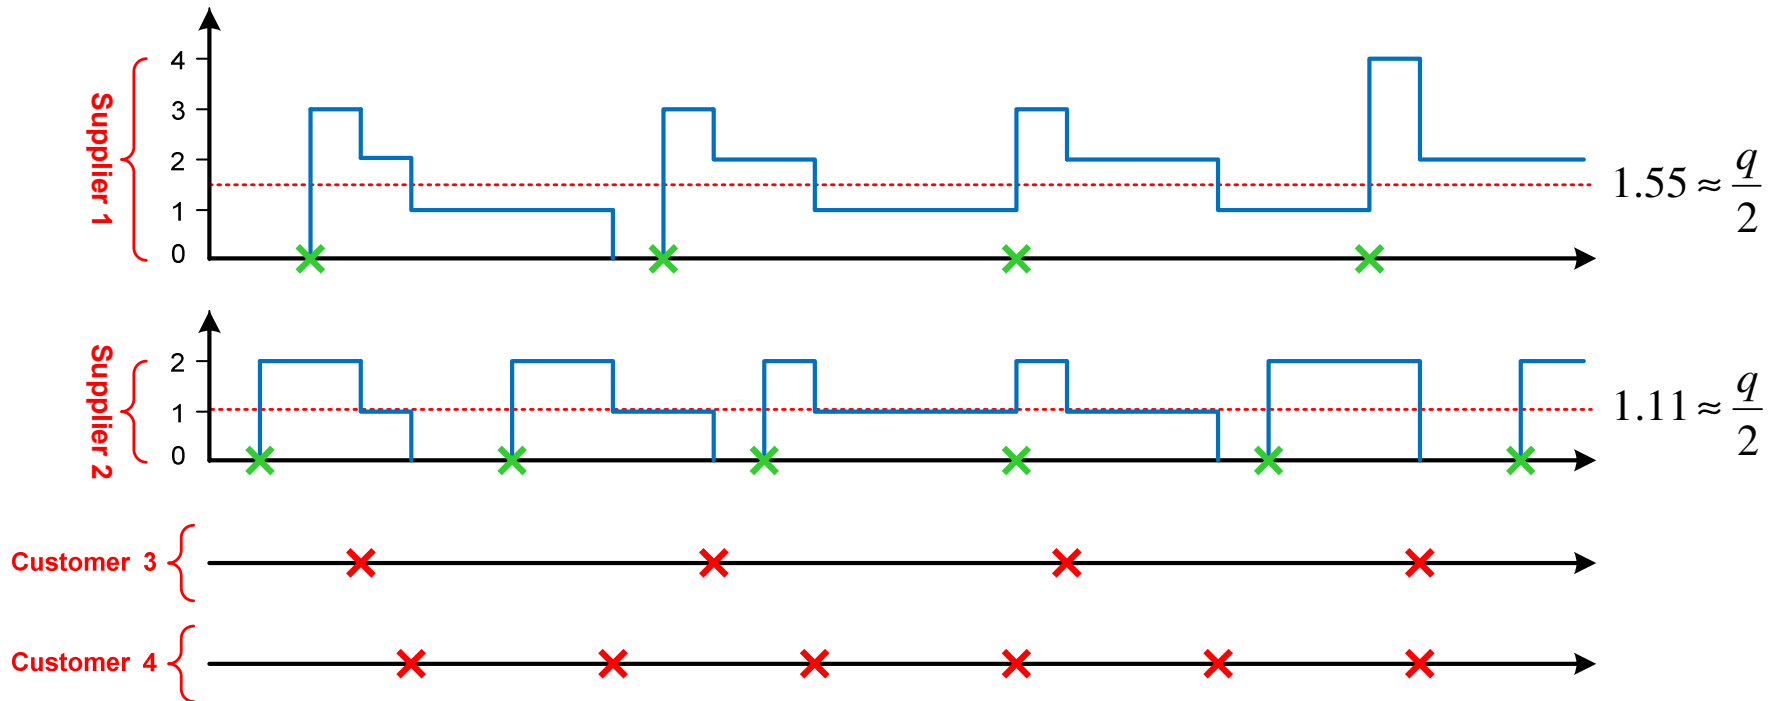 Supplier 1
4
3
2
1
0
1.55 ≈ q/2
Supplier 2
2
1
0
1.11 ≈ q/2
Customer 3
Customer 4